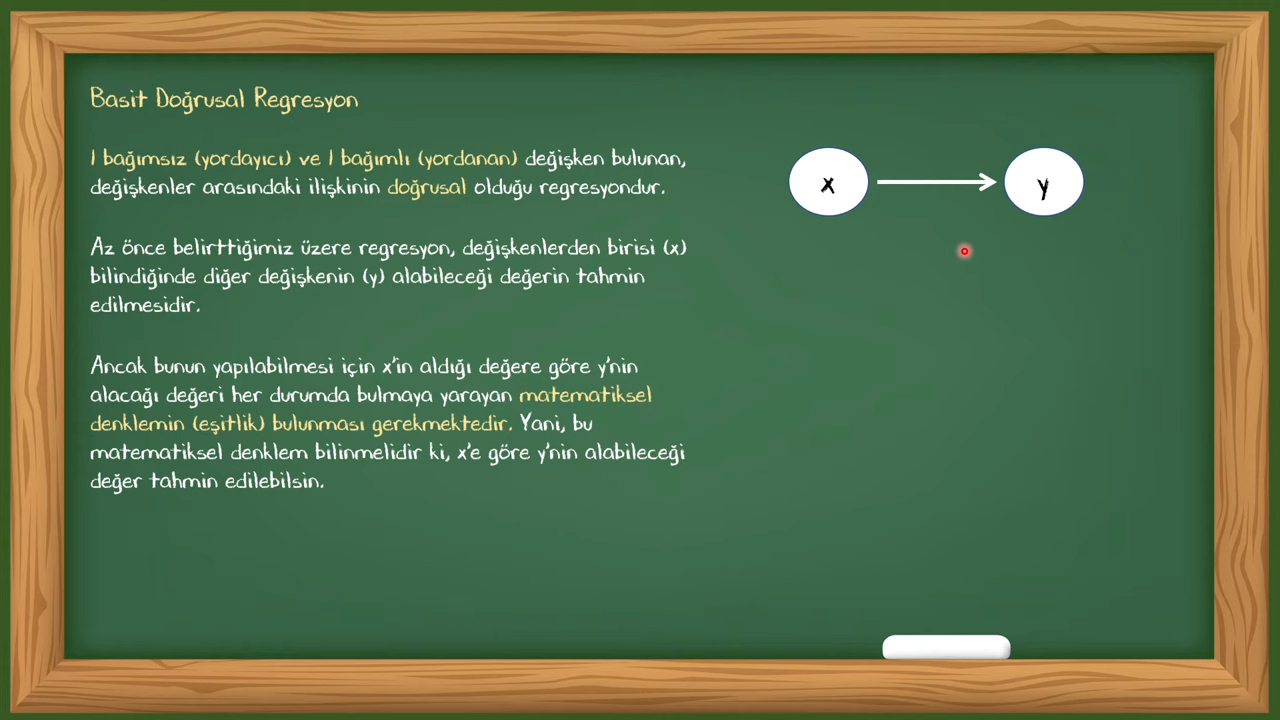 Basit Doğrusal Regresyon
1 bağımsız (yordayıcı) ve 1 bağımlı (yordanan) değişken bulunan,
değişkenler arasındaki ilişkinin doğrusal olduğu regresyondur.
Az önce belirttiğimiz üzere regresyon, değişkenlerden birisi (x)
bilindiğinde diğer değişkenin (y) alabileceği değerin tahmin
edilmesidir.
Ancak bunun yapılabilmesi için x'in aldığı değere göre y'nin
alacağı değeri her durumda bulmaya yarayan matematiksel
denklemin (eşitlik) bulunması gerekmektedir. Yani, bu
matematiksel denklem bilinmelidir ki, x'e göre y'nin alabileceği
değer tahmin edilebilsin.
x
y